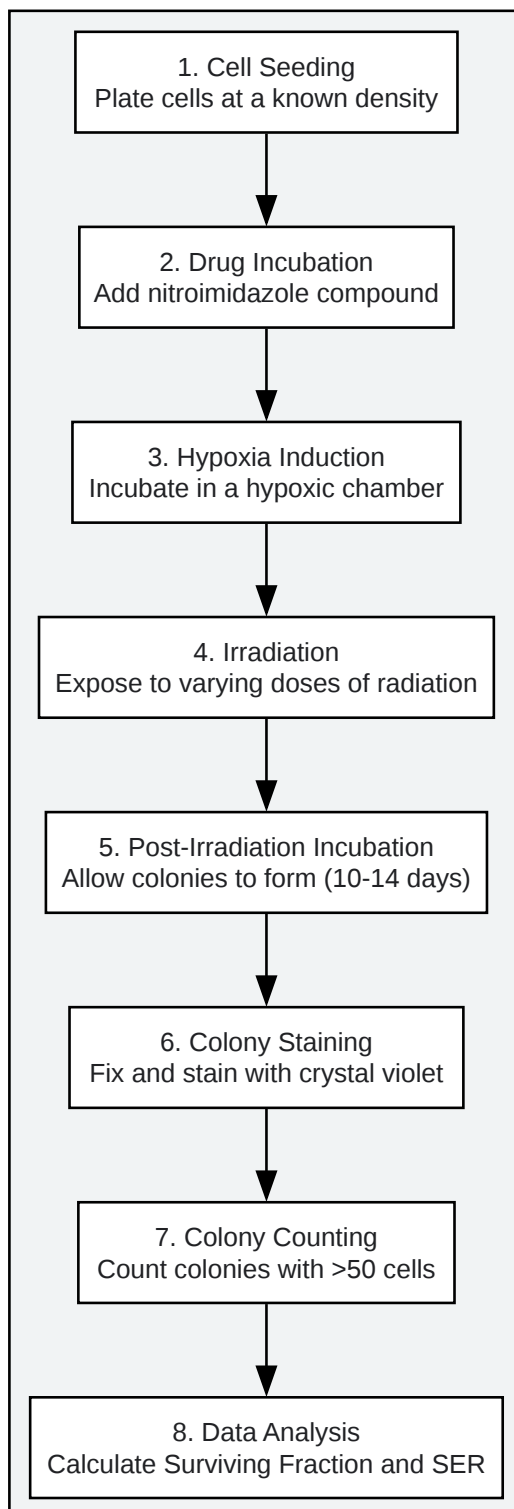 1. Cell Seeding
Plate cells at a known density
2. Drug Incubation
Add nitroimidazole compound
3. Hypoxia Induction
Incubate in a hypoxic chamber
4. Irradiation
Expose to varying doses of radiation
5. Post-Irradiation Incubation
Allow colonies to form (10-14 days)
6. Colony Staining
Fix and stain with crystal violet
7. Colony Counting
Count colonies with >50 cells
8. Data Analysis
Calculate Surviving Fraction and SER